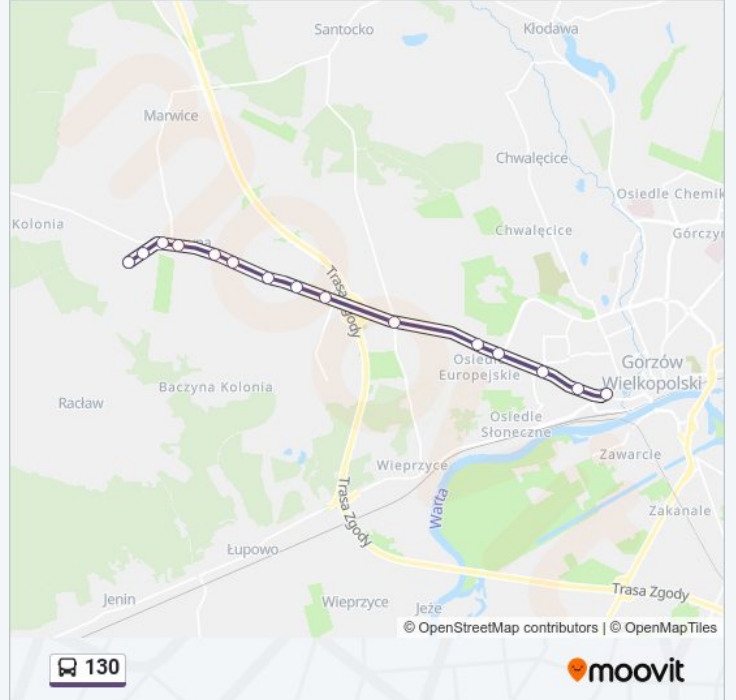 Santocko
Kłodawa
Marwice
Chwalęcice
Osiedle Chemik
Kolonia
Chwalęcice
Górczyn
Trasa Zgody
Osiedle
Europejskie
Gorzów
Wielkopolski
Baczyna Kolonia
Racław
Osiedle
Słoneczne
Zawarcie
Wieprzyce
Warta
Trasa Zgody
Zakanale
Łupowo
Trasa Zgody
Jenin
Wieprzyce
Jeże
© OpenStreetMap contributors | © OpenMapTiles
130
moovit